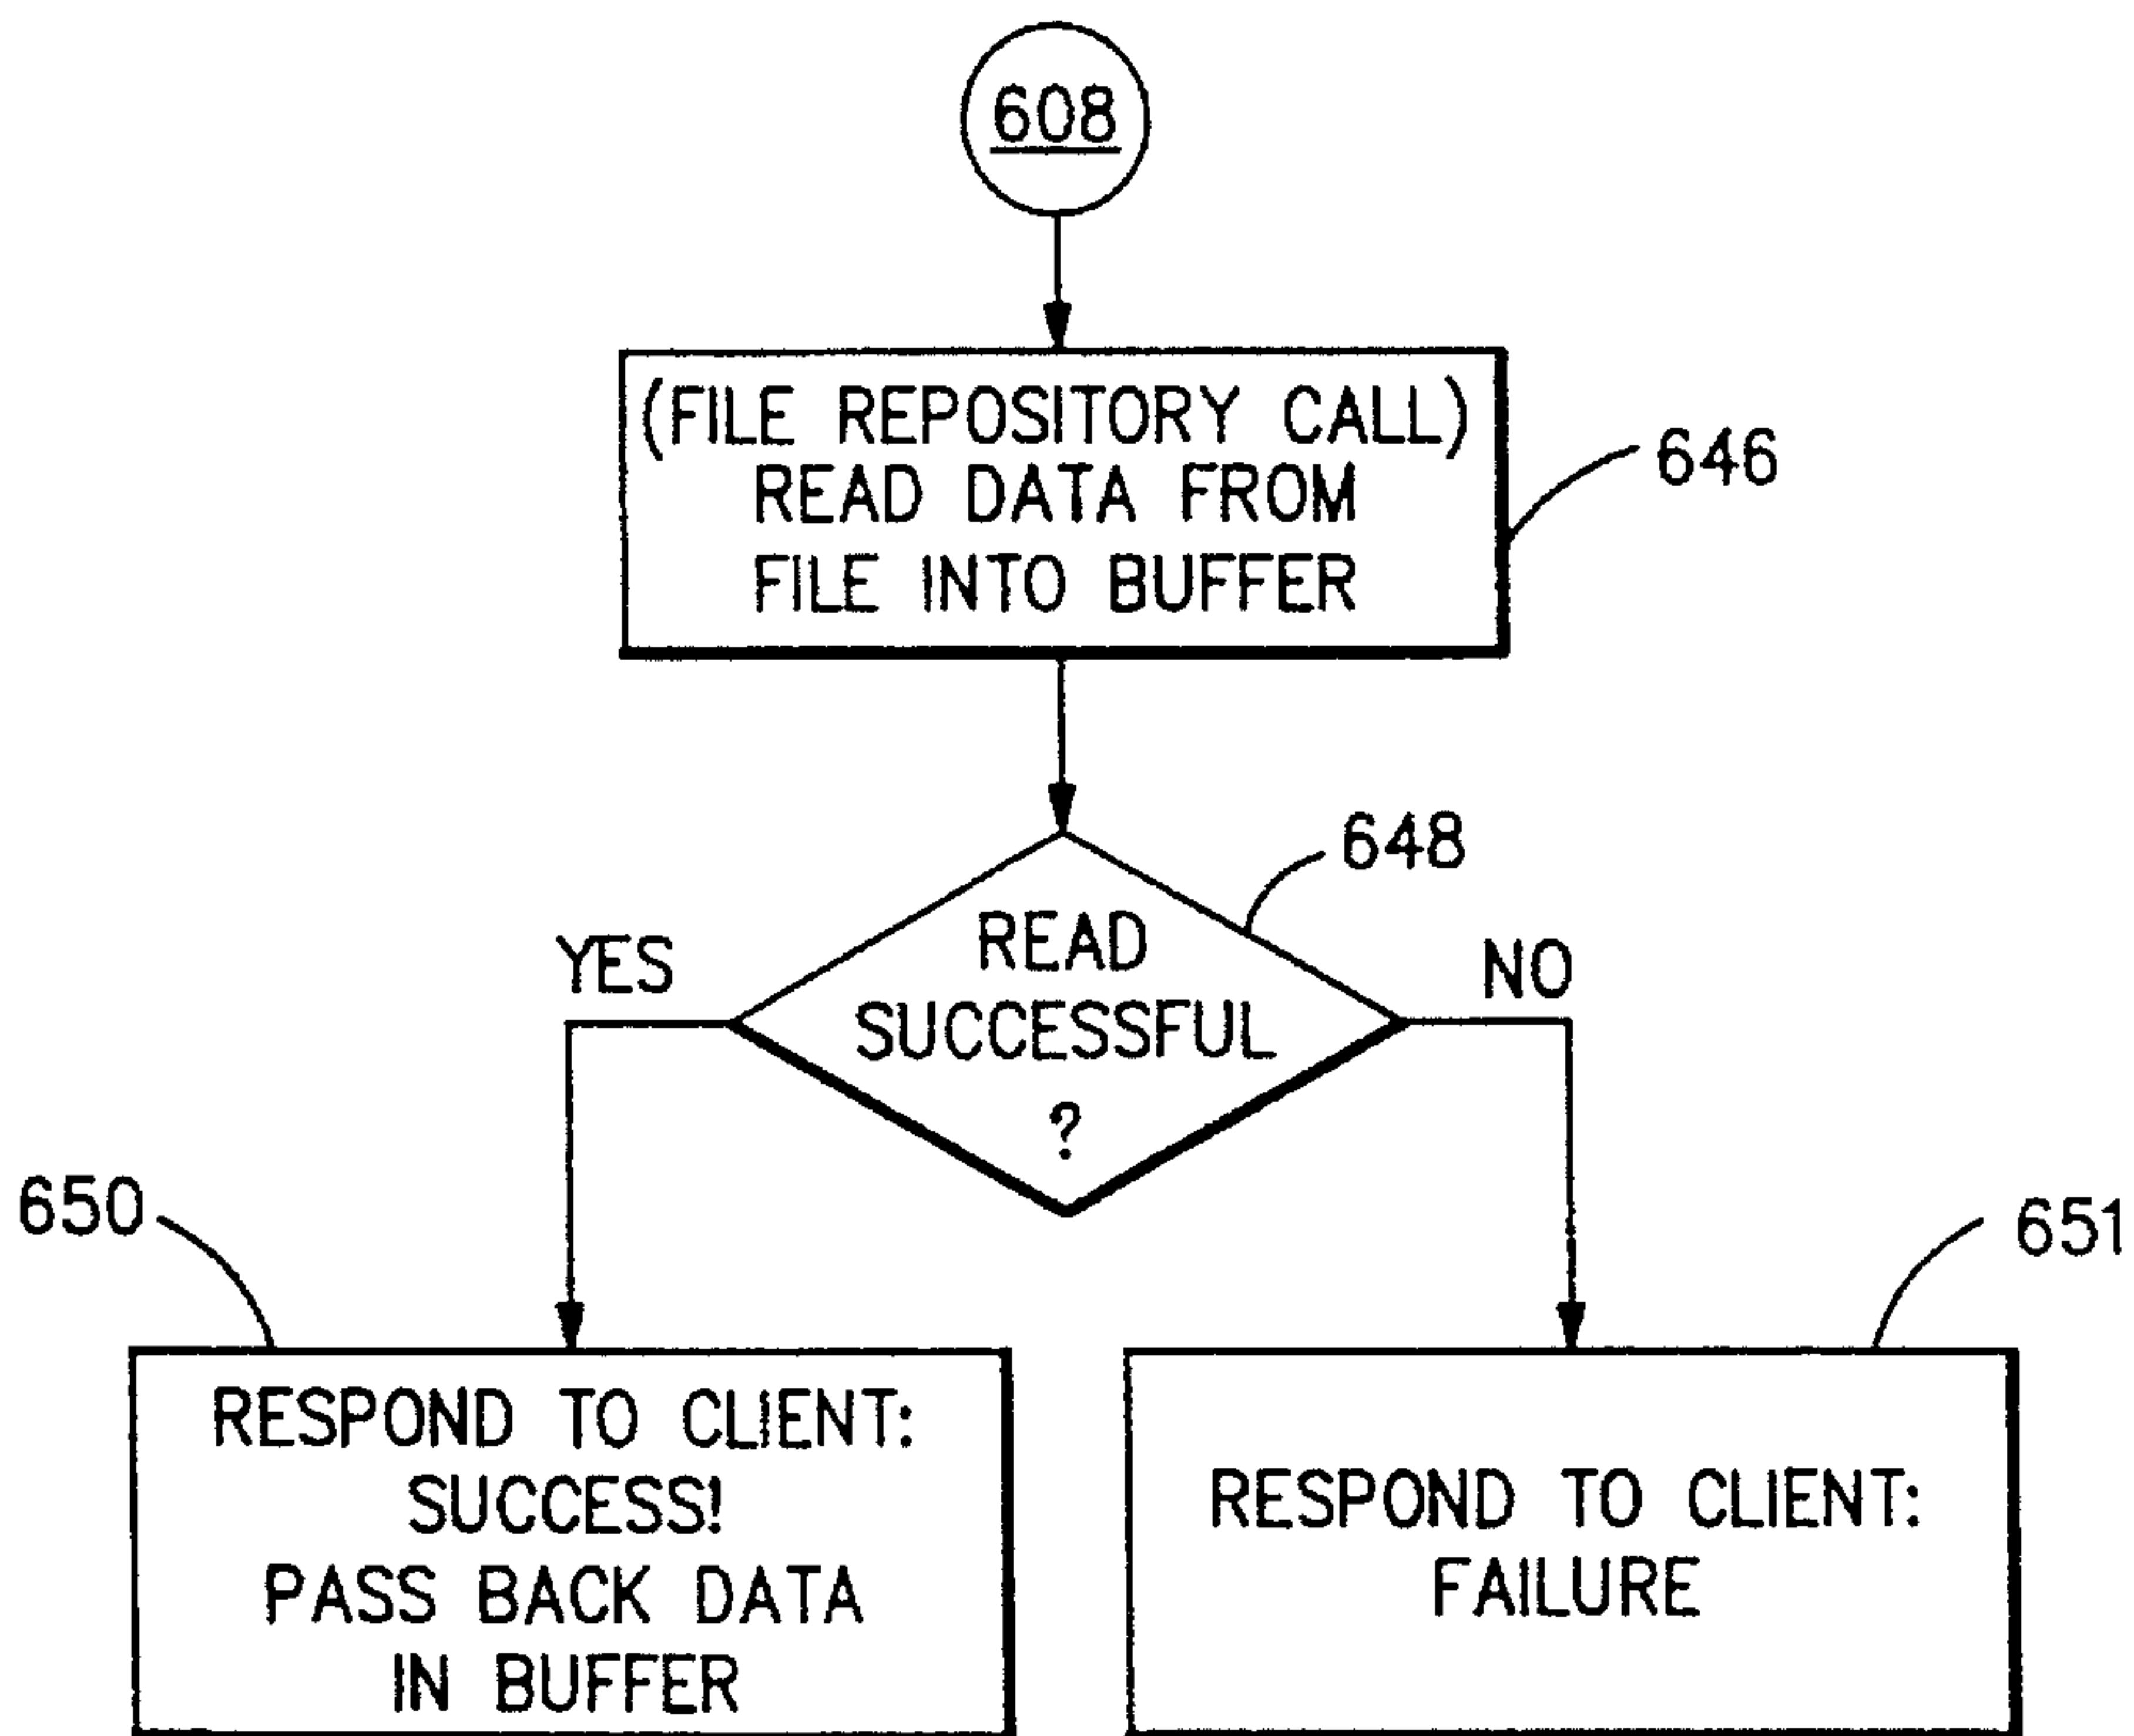 608
(FILE REPOSITORY CALL)
READ DATA FROM
FILE INTO BUFFER
646
648
READ
SUCCESSFUL
?
YES
NO
650
651
RESPOND TO CLIENT:
SUCCESS!
PASS BACK DATA
IN BUFFER
RESPOND TO CLIENT:
FAILURE